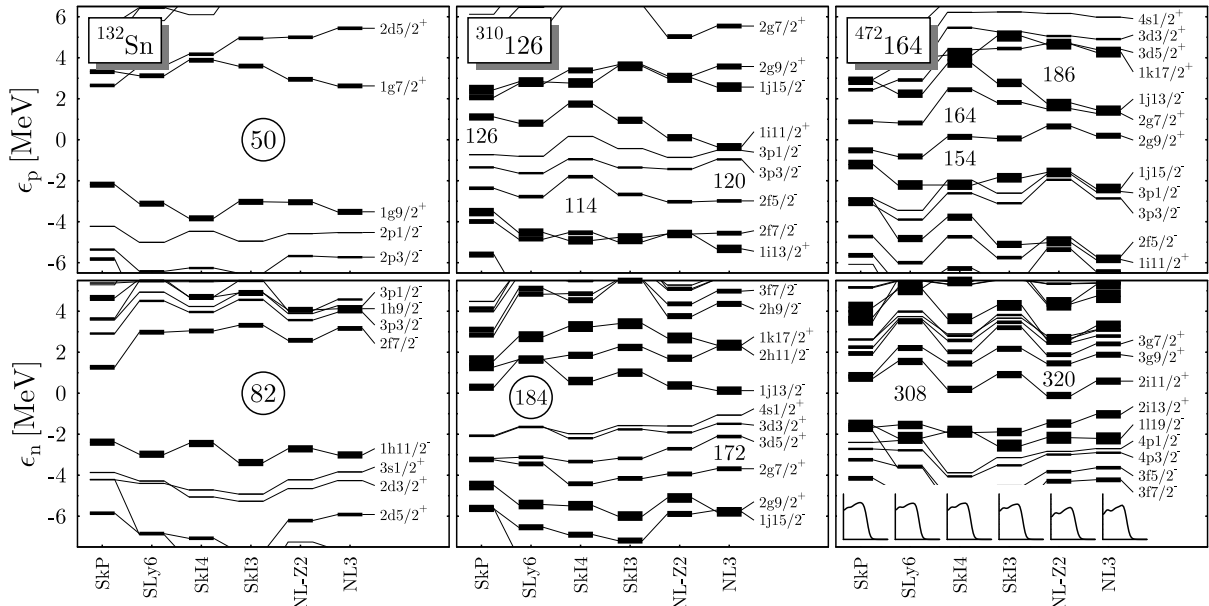 ϵp [MeV]
6
4
2
0
-2
-4
-6
¹³²Sn
50
2d5/2⁺
1g7/2⁺
1g9/2⁺
2p1/2⁻
2p3/2⁻
³¹⁰126
126
114
120
2g7/2⁺
2g9/2⁺
1j15/2⁻
1i11/2⁺
3p1/2⁻
3p3/2⁻
2f5/2⁻
2f7/2⁻
1i13/2⁺
⁴⁷²164
186
164
154
4s1/2⁺
3d3/2⁺
3d5/2⁺
1k17/2⁺
1j13/2⁻
2g7/2⁺
2g9/2⁺
1j15/2⁻
3p1/2⁻
3p3/2⁻
2f5/2⁻
1i11/2⁺
ϵn [MeV]
4
2
0
-2
-4
-6
82
3p1/2⁻
1h9/2⁻
3p3/2⁻
2f7/2⁻
1h11/2⁻
3s1/2⁺
2d3/2⁺
2d5/2⁺
184
172
3f7/2⁻
2h9/2⁻
1k17/2⁺
2h11/2⁻
1j13/2⁻
4s1/2⁺
3d3/2⁺
3d5/2⁺
2g7/2⁺
2g9/2⁺
1j15/2⁻
308
320
3g7/2⁺
3g9/2⁺
2i11/2⁺
2i13/2⁺
1l19/2⁻
4p1/2⁻
4p3/2⁻
3f5/2⁻
3f7/2⁻
SkP
SLy6
SkI4
SkI3
NL-Z2
NL3
SkP
SLy6
SkI4
SkI3
NL-Z2
NL3
SkP
SLy6
SkI4
SkI3
NL-Z2
NL3